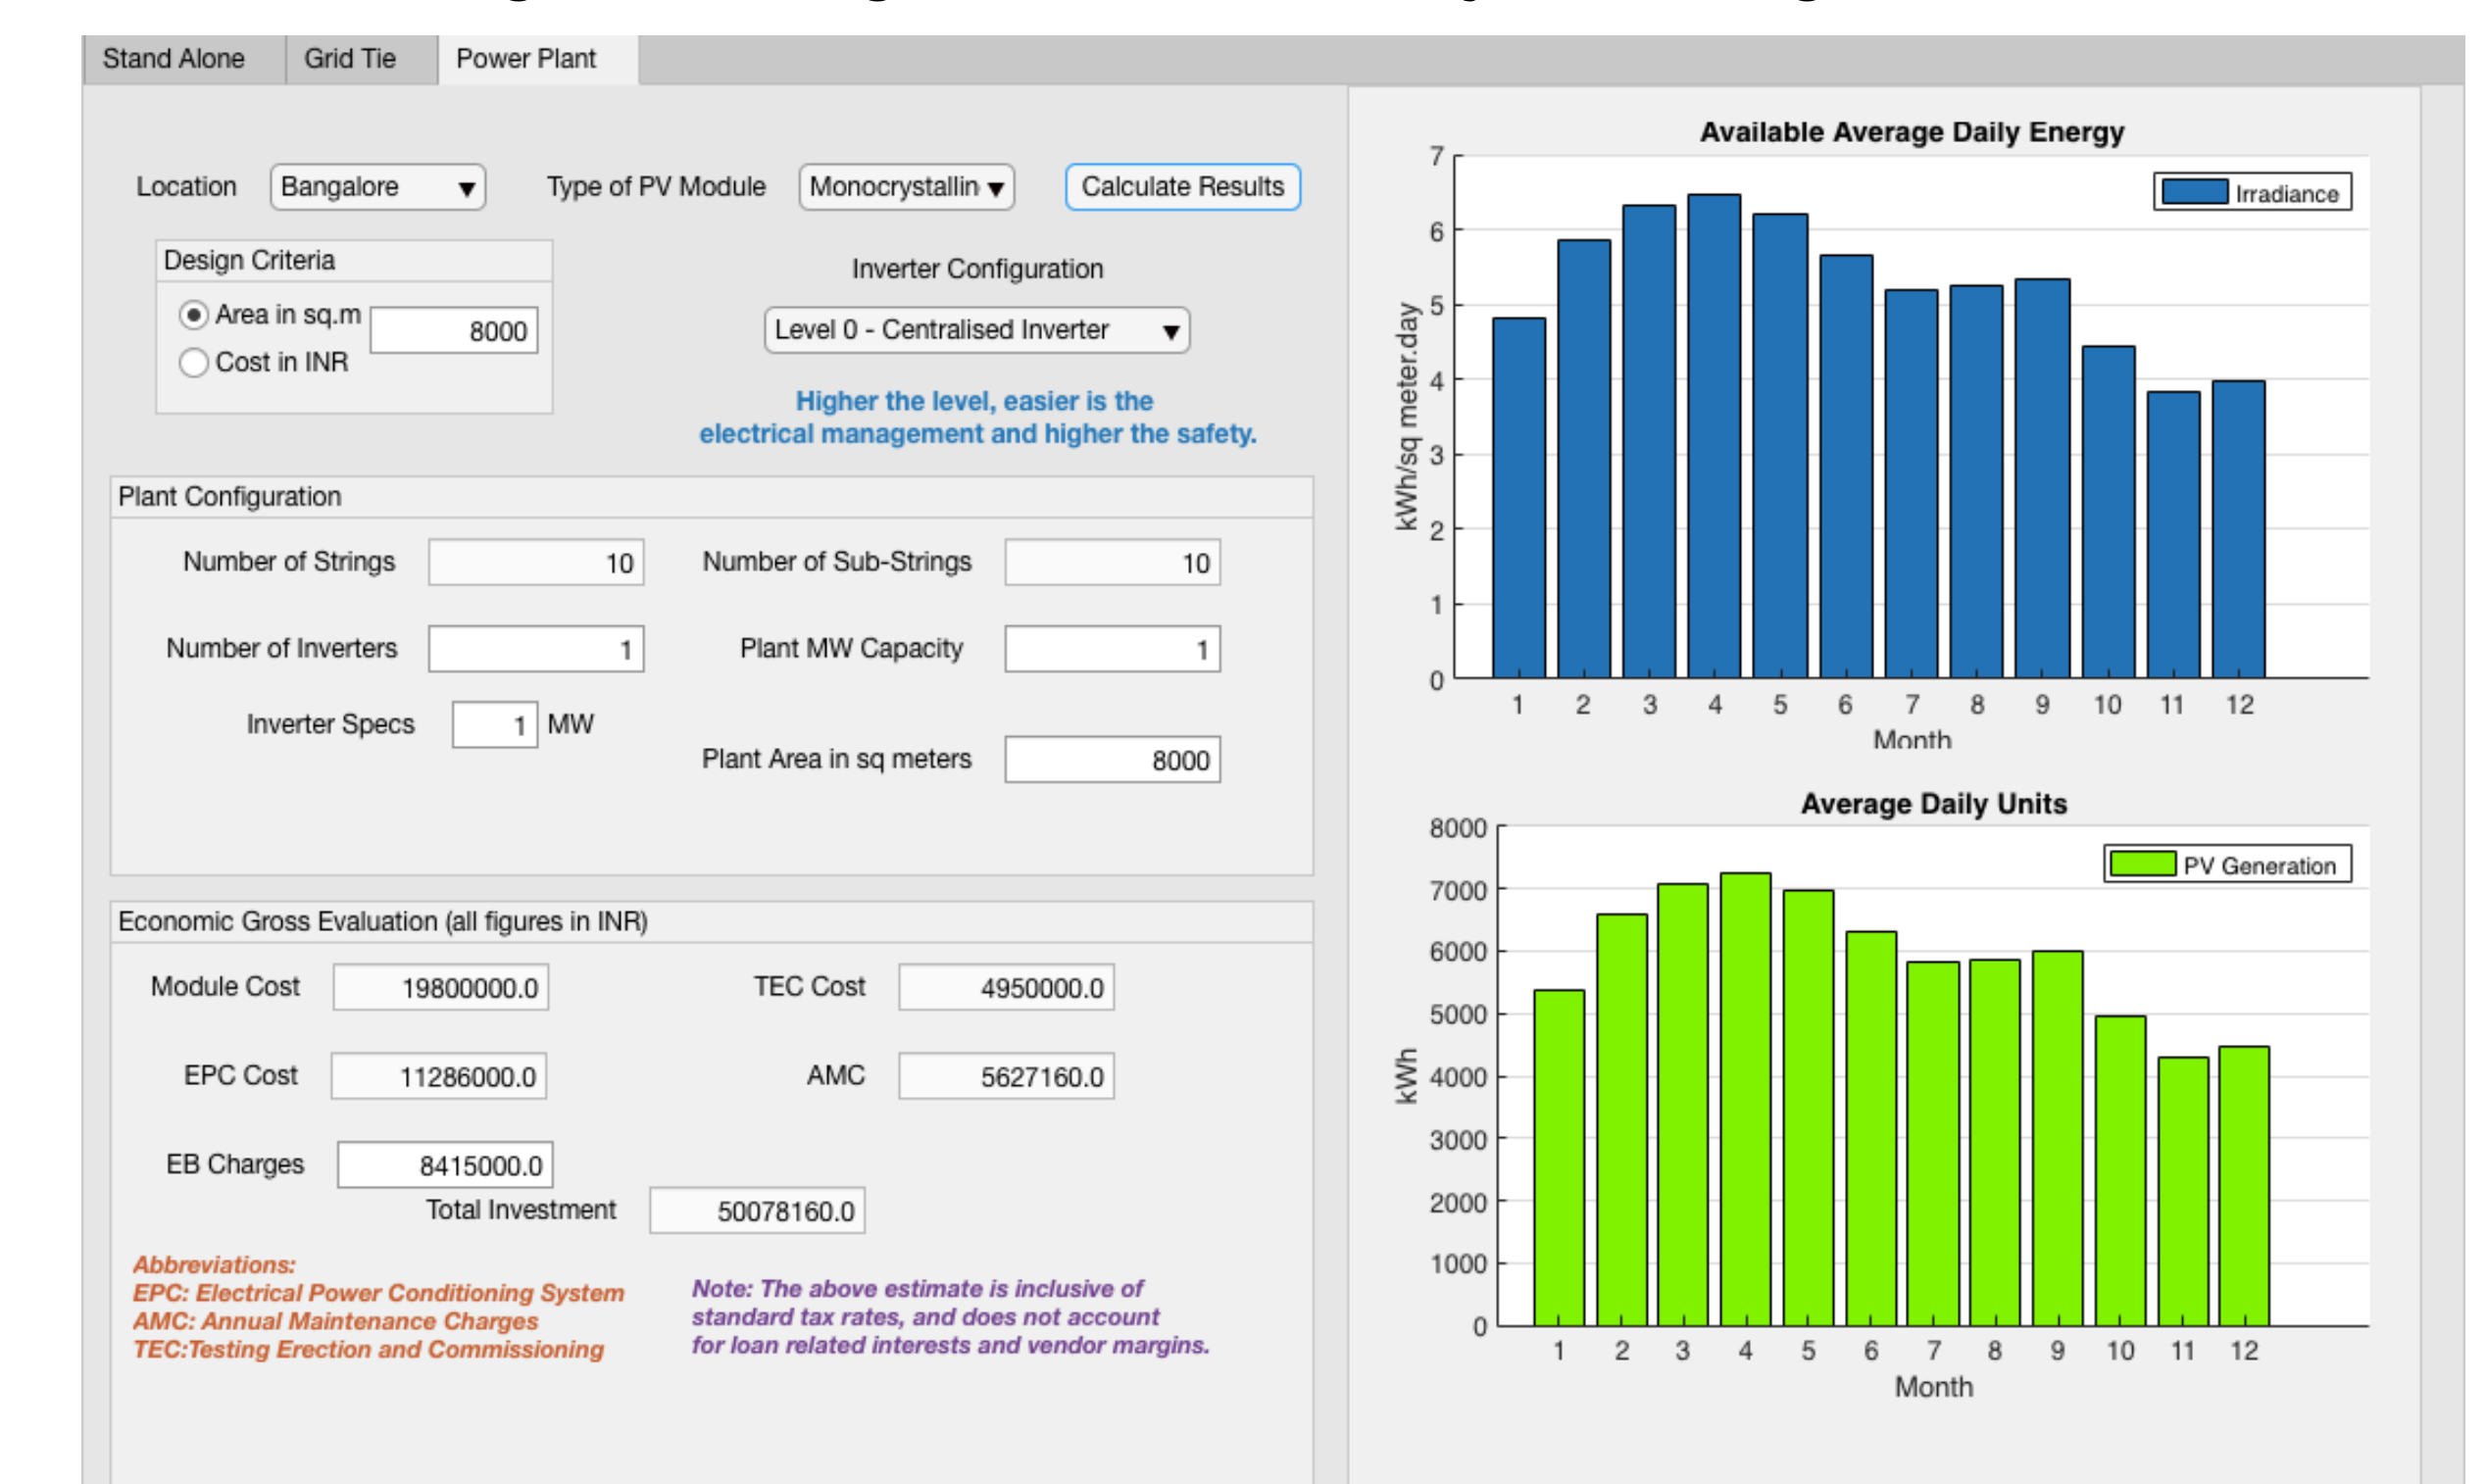 Stand Alone Grid Tie Power Plant
Location Bangalore Type of PV Module Monocrystallin Calculate Results
Design Criteria
Area in sq.m 8000
Cost in INR
Inverter Configuration
Level 0 - Centralised Inverter
Higher the level, easier is the
electrical management and higher the safety.
Plant Configuration
Number of Strings 10 Number of Sub-Strings 10
Number of Inverters 1 Plant MW Capacity 1
Inverter Specs 1 MW
Plant Area in sq meters 8000
Economic Gross Evaluation (all figures in INR)
Module Cost 19800000.0 TEC Cost 4950000.0
EPC Cost 11286000.0 AMC 5627160.0
EB Charges 8415000.0
Total Investment 50078160.0
Abbreviations:
EPC: Electrical Power Conditioning System
AMC: Annual Maintenance Charges
TEC:Testing Erection and Commissioning
Note: The above estimate is inclusive of
standard tax rates, and does not account
for loan related interests and vendor margins.
Available Average Daily Energy
Irradiance
kWh/sq meter.day
7
6
5
4
3
2
1
0
1 2 3 4 5 6 7 8 9 10 11 12
Month
Average Daily Units
PV Generation
kWh
8000
7000
6000
5000
4000
3000
2000
1000
0
1 2 3 4 5 6 7 8 9 10 11 12
Month